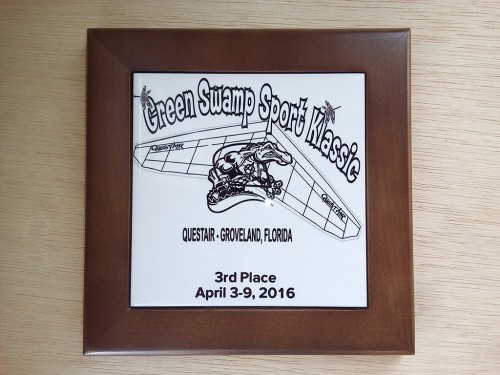 Green Swamp Sport Klassic
QUESTAIR - GROVELAND, FLORIDA
3rd Place
April 3-9, 2016